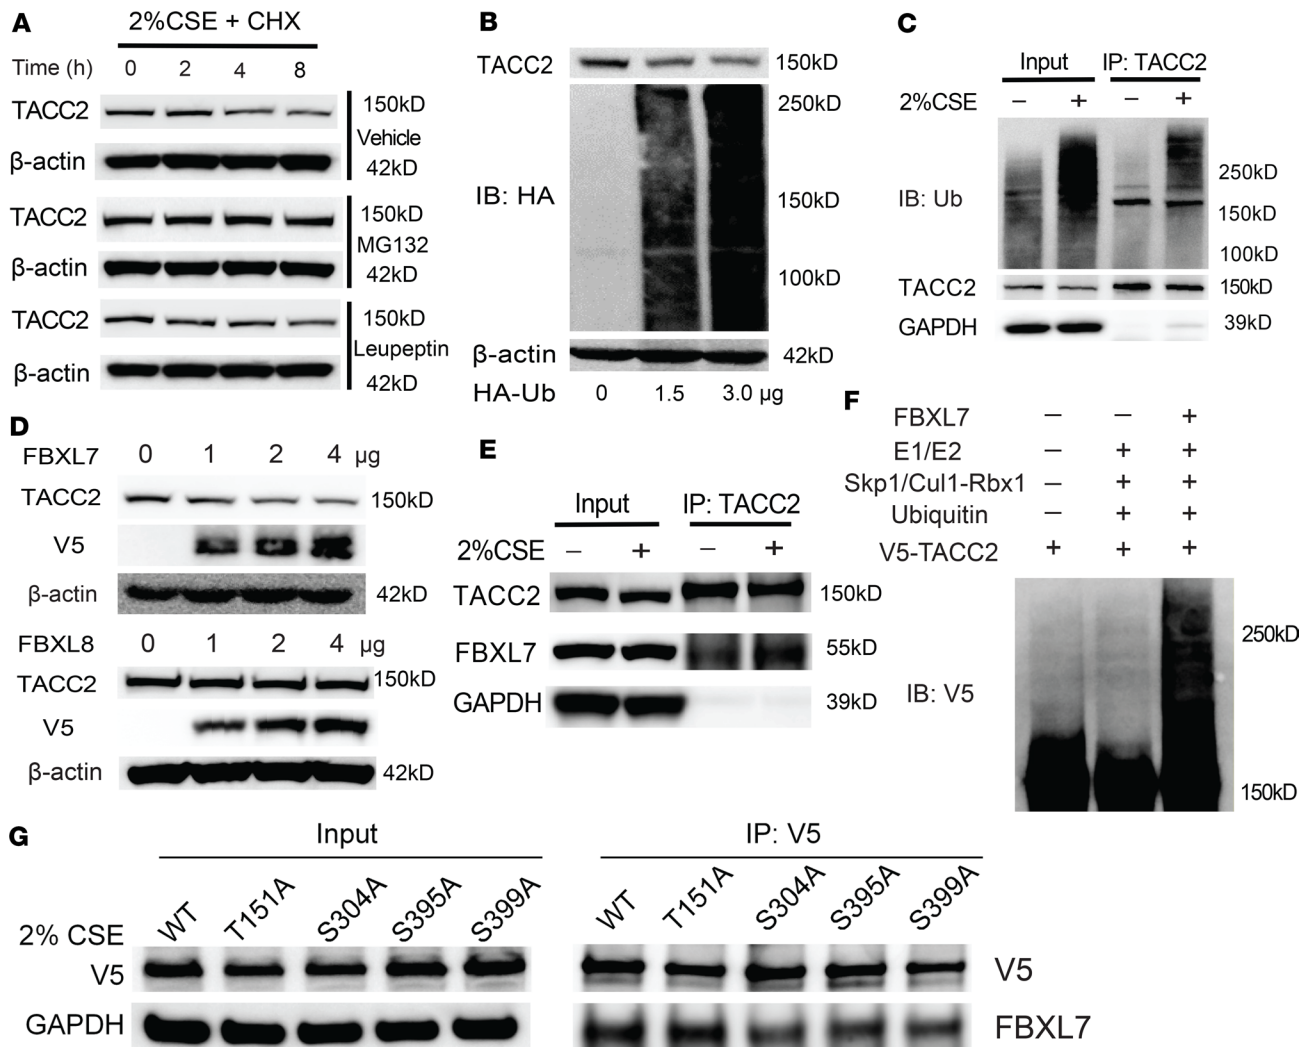 A
2%CSE + CHX
Time (h) 0 2 4 8
TACC2 150kD
Vehicle
β-actin 42kD
TACC2 150kD
MG132
β-actin 42kD
TACC2 150kD
Leupeptin
β-actin 42kD
B
TACC2 150kD
250kD
IB: HA 150kD
100kD
β-actin 42kD
HA-Ub 0 1.5 3.0 μg
C
Input IP: TACC2
2%CSE − + − +
250kD
IB: Ub 150kD
100kD
TACC2 150kD
GAPDH 39kD
D
FBXL7 0 1 2 4 μg
TACC2 150kD
V5
β-actin 42kD
FBXL8 0 1 2 4 μg
TACC2 150kD
V5
β-actin 42kD
E
Input IP: TACC2
2%CSE − + − +
TACC2 150kD
FBXL7 55kD
GAPDH 39kD
F
FBXL7 − − +
E1/E2 − + +
Skp1/Cul1-Rbx1 − + +
Ubiquitin − + +
V5-TACC2 + + +
250kD
IB: V5
150kD
G
Input IP: V5
2% CSE WT T151A S304A S395A S399A WT T151A S304A S395A S399A
V5 V5
GAPDH FBXL7